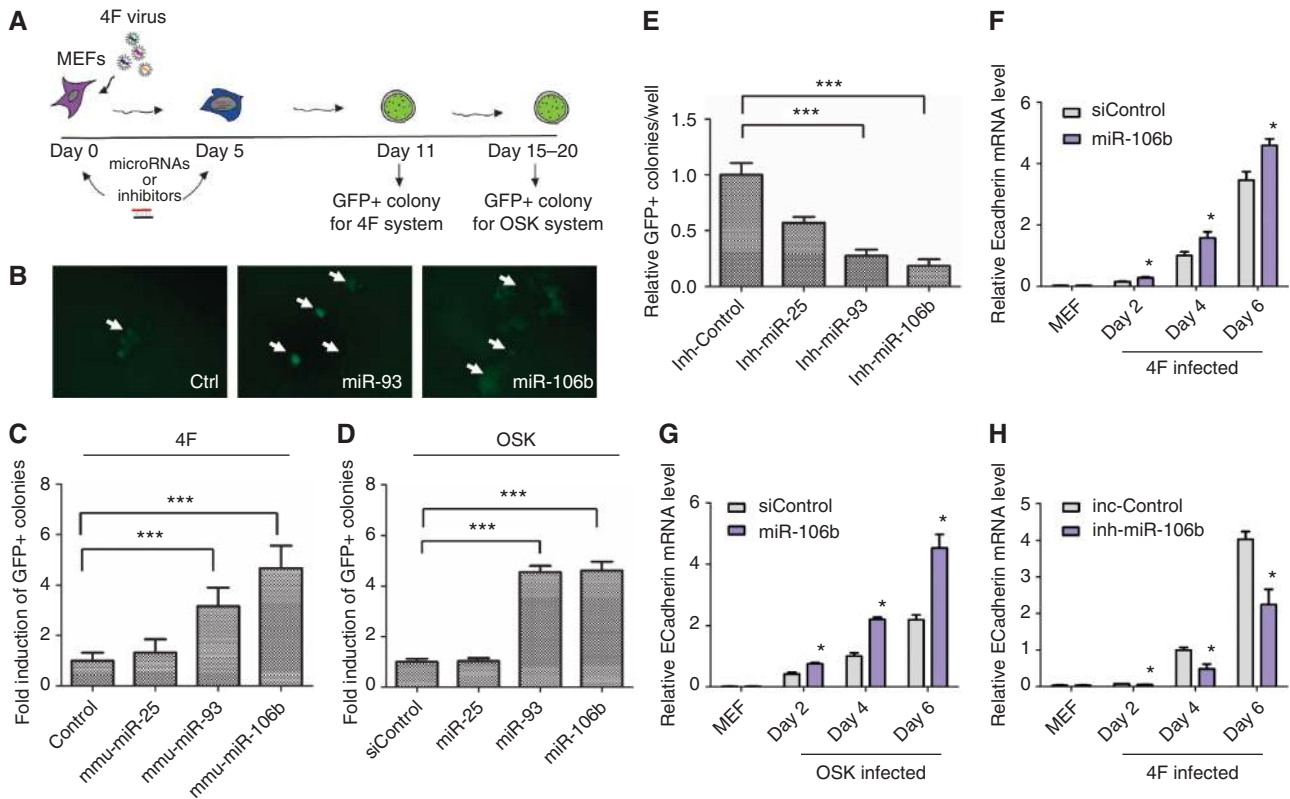 A
4F virus
MEFs
Day 0
Day 5
Day 11
Day 15–20
microRNAs
or
inhibitors
GFP+ colony
for 4F system
GFP+ colony
for OSK system
B
Ctrl
miR-93
miR-106b
C
4F
Fold induction of GFP+ colonies
8
6
4
2
0
***
***
Control
mmu-miR-25
mmu-miR-93
mmu-miR-106b
D
OSK
Fold induction of GFP+ colonies
8
6
4
2
0
***
***
siControl
miR-25
miR-93
miR-106b
E
Relative GFP+ colonies/well
1.5
1.0
0.5
0.0
***
***
Inh-Control
Inh-miR-25
Inh-miR-93
Inh-miR-106b
F
Relative Ecadherin mRNA level
6
4
2
0
siControl
miR-106b
*
*
*
MEF
Day 2
Day 4
Day 6
4F infected
G
Relative ECadherin mRNA level
6
4
2
0
siControl
miR-106b
*
*
*
MEF
Day 2
Day 4
Day 6
OSK infected
H
Relative ECadherin mRNA level
5
4
3
2
1
0
inc-Control
inh-miR-106b
*
*
*
MEF
Day 2
Day 4
Day 6
4F infected